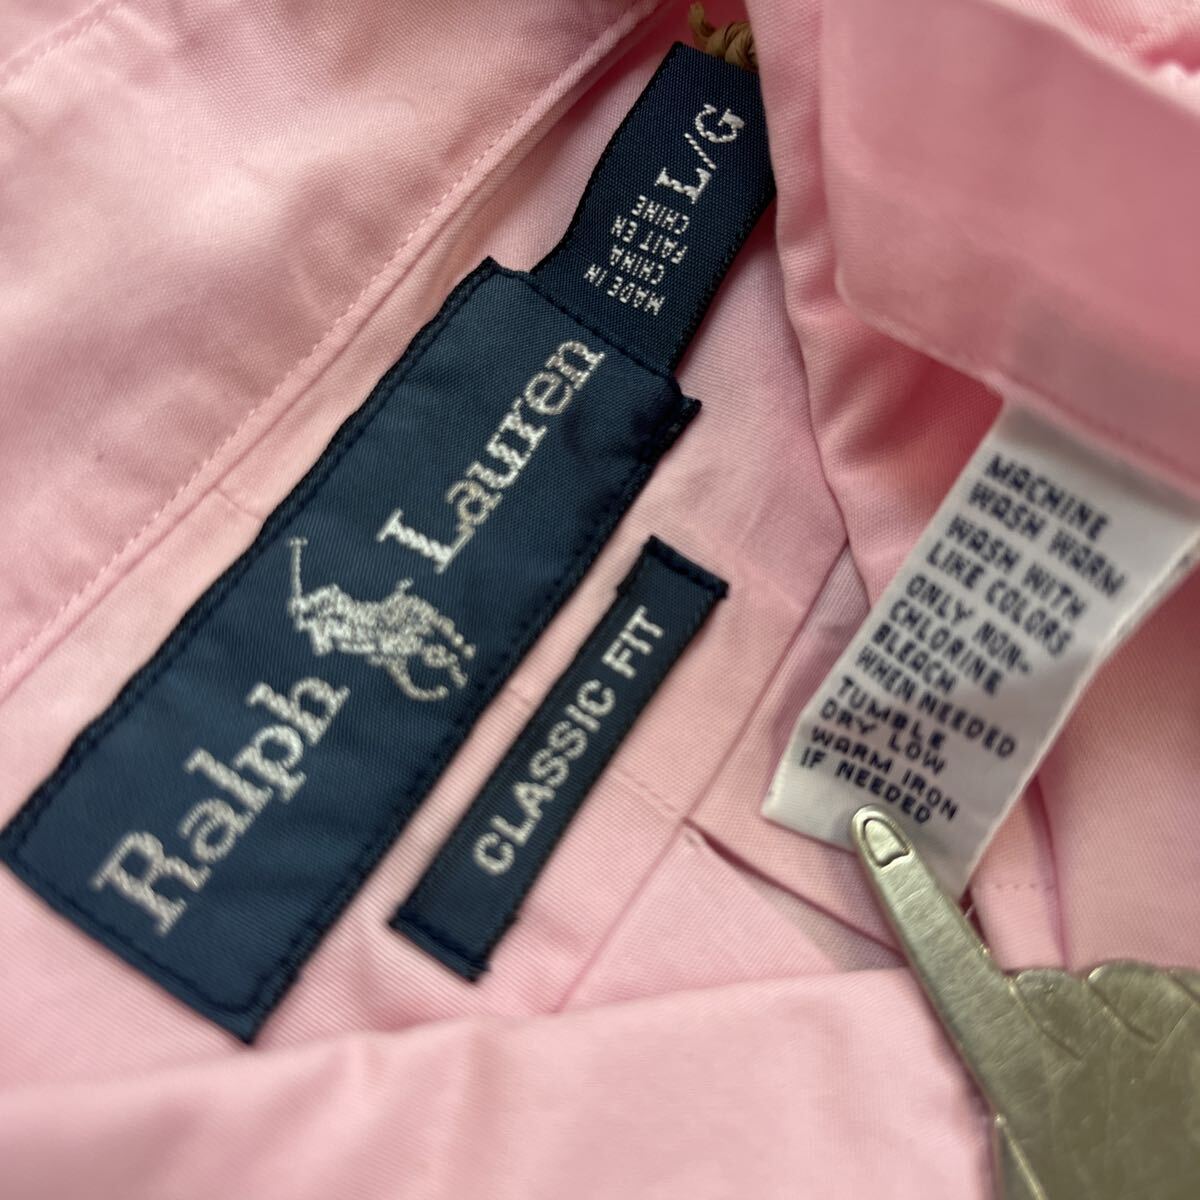 L/G
MADE IN
CHINA
FAIT EN
CHINE
Ralph Lauren
CLASSIC FIT
MACHINE
WASH WARM
WASH WITH
LIKE COLORS
ONLY NON-
CHLORINE
BLEACH
WHEN NEEDED
TUMBLE
DRY LOW
WARM IRON
IF NEEDED